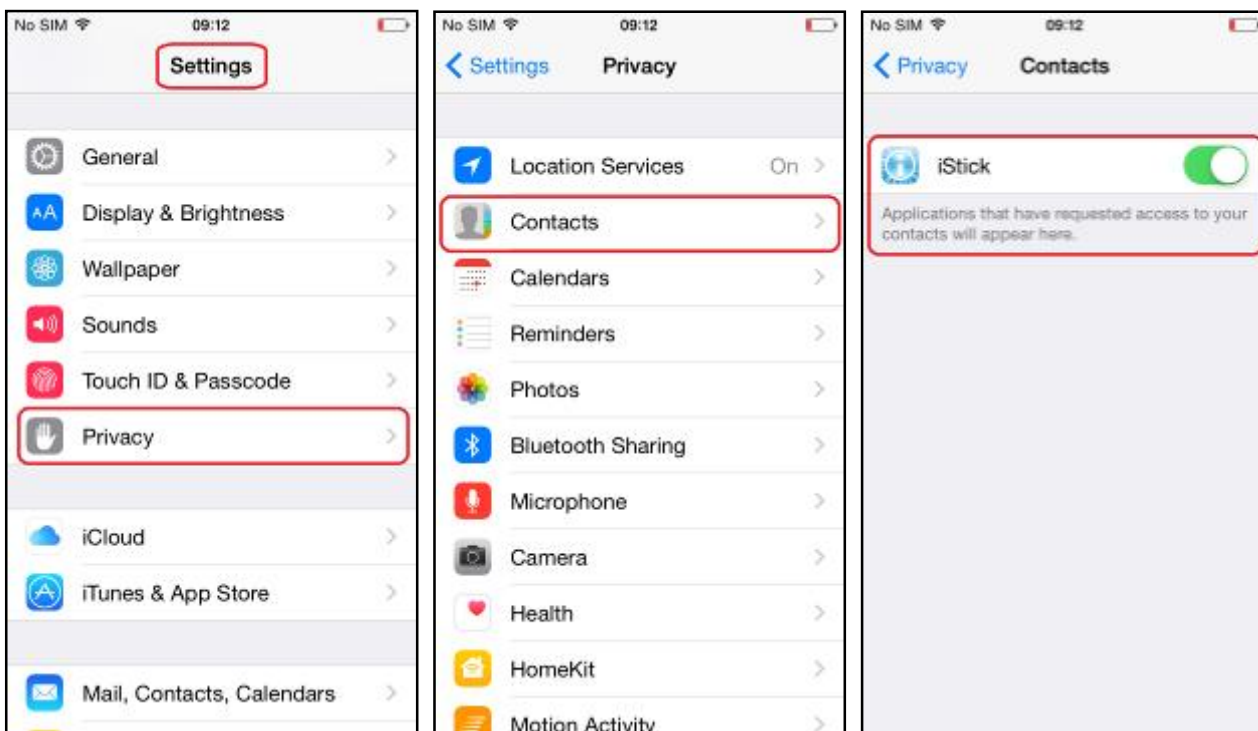 No SIM 09:12
Settings
General
Display & Brightness
Wallpaper
Sounds
Touch ID & Passcode
Privacy
iCloud
iTunes & App Store
Mail, Contacts, Calendars
No SIM 09:12
Settings Privacy
Location Services On
Contacts
Calendars
Reminders
Photos
Bluetooth Sharing
Microphone
Camera
Health
HomeKit
Motion Activity
No SIM 09:12
Privacy Contacts
iStick
Applications that have requested access to your
contacts will appear here.